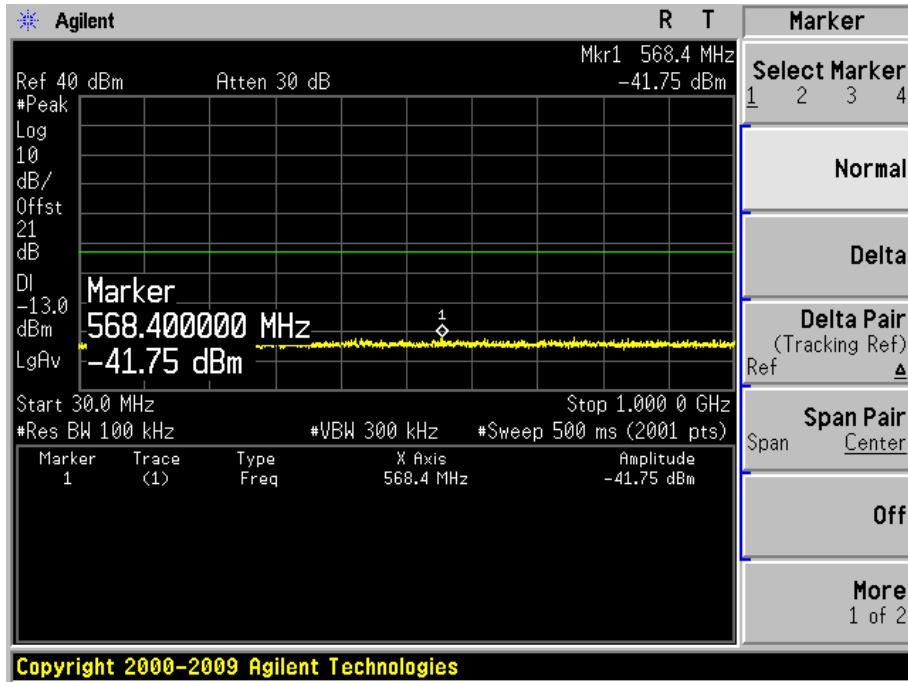 Agilent R T
Mkr1 568.4 MHz
Ref 40 dBm Atten 30 dB −41.75 dBm
#Peak
Log
10
dB/
Offst
21
dB
DI
−13.0
dBm
LgAv
Marker
568.400000 MHz
−41.75 dBm
1
Start 30.0 MHz Stop 1.000 0 GHz
#Res BW 100 kHz #VBW 300 kHz #Sweep 500 ms (2001 pts)
Marker Trace Type X Axis Amplitude
1 (1) Freq 568.4 MHz −41.75 dBm
Marker
Select Marker
1 2 3 4
Normal
Delta
Delta Pair
(Tracking Ref)
Ref Δ
Span Pair
Span Center
Off
More
1 of 2
Copyright 2000–2009 Agilent Technologies